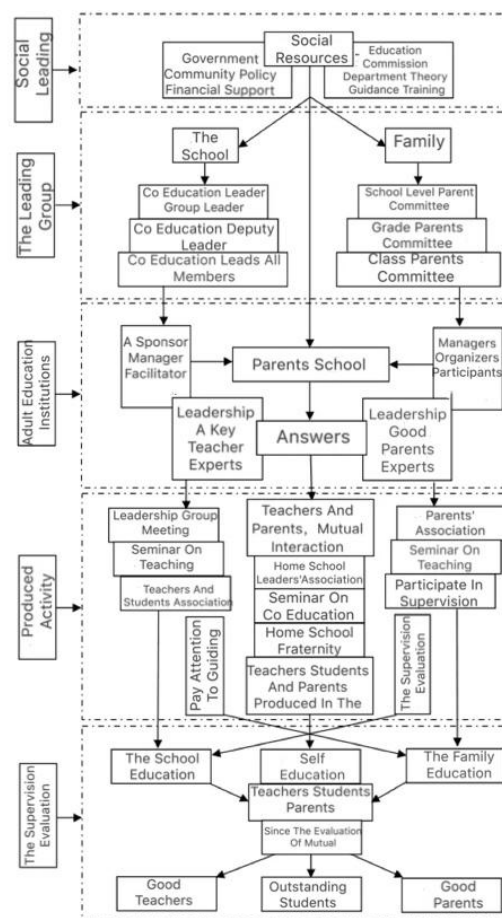 Social
Leading
Government
Community Policy
Financial Support
Social
Resources
Education
Commission
Department Theory
Guidance Training
The Leading
Group
The
School
Family
Co Education Leader
Group Leader
Co Education Deputy
Leader
Co Education Leads All
Members
School Level Parent
Committee
Grade Parents
Committee
Class Parents
Committee
Adult Education
Institutions
A Sponsor
Manager
Facilitator
Parents School
Managers
Organizers
Participants
Leadership
A Key
Teacher
Experts
Answers
Leadership
Good
Parents
Experts
Produced
Activity
Leadership Group
Meeting
Seminar On
Teaching
Teachers And
Students Association
Teachers And
Parents, Mutual
Interaction
Home School
Leaders'Association
Seminar On
Co Education
Home School
Fraternity
Teachers Students
And Parents
Produced In The
Parents'
Association
Seminar On
Teaching
Participate In
Supervision
Pay Attention
To Guiding
The Supervision
Evaluation
The Supervision
Evaluation
The School
Education
Self
Education
The Family
Education
Teachers Students
Parents
Since The Evaluation
Of Mutual
Good
Teachers
Outstanding
Students
Good
Parents